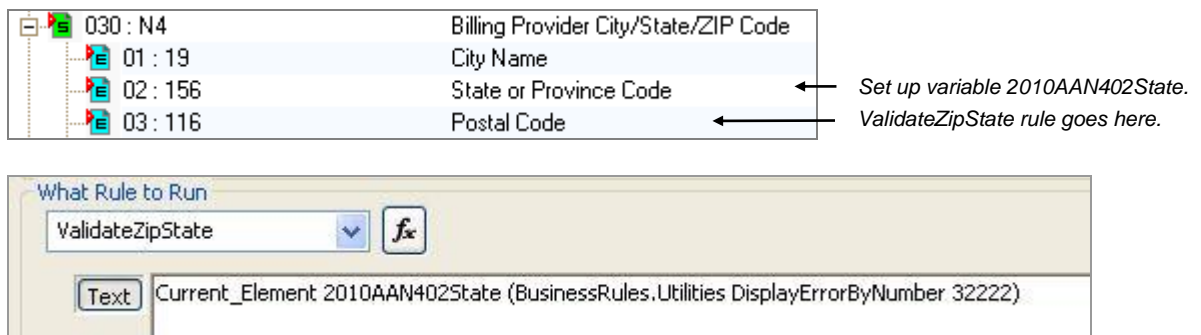 030 : N4 Billing Provider City/State/ZIP Code
01 : 19 City Name
02 : 156 State or Province Code Set up variable 2010AAN402State.
03 : 116 Postal Code ValidateZipState rule goes here.
What Rule to Run
ValidateZipState fx
Text Current_Element 2010AAN402State (BusinessRules.Utilities DisplayErrorByNumber 32222)